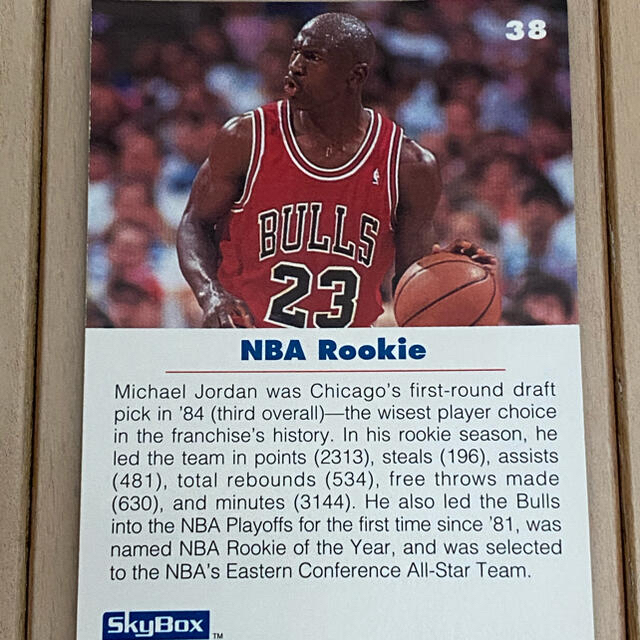 38
BULLS
23
NBA Rookie
Michael Jordan was Chicago's first-round draft
pick in '84 (third overall)—the wisest player choice
in the franchise's history. In his rookie season, he
led the team in points (2313), steals (196), assists
(481), total rebounds (534), free throws made
(630), and minutes (3144). He also led the Bulls
into the NBA Playoffs for the first time since '81, was
named NBA Rookie of the Year, and was selected
to the NBA's Eastern Conference All-Star Team.
SkyBox ™